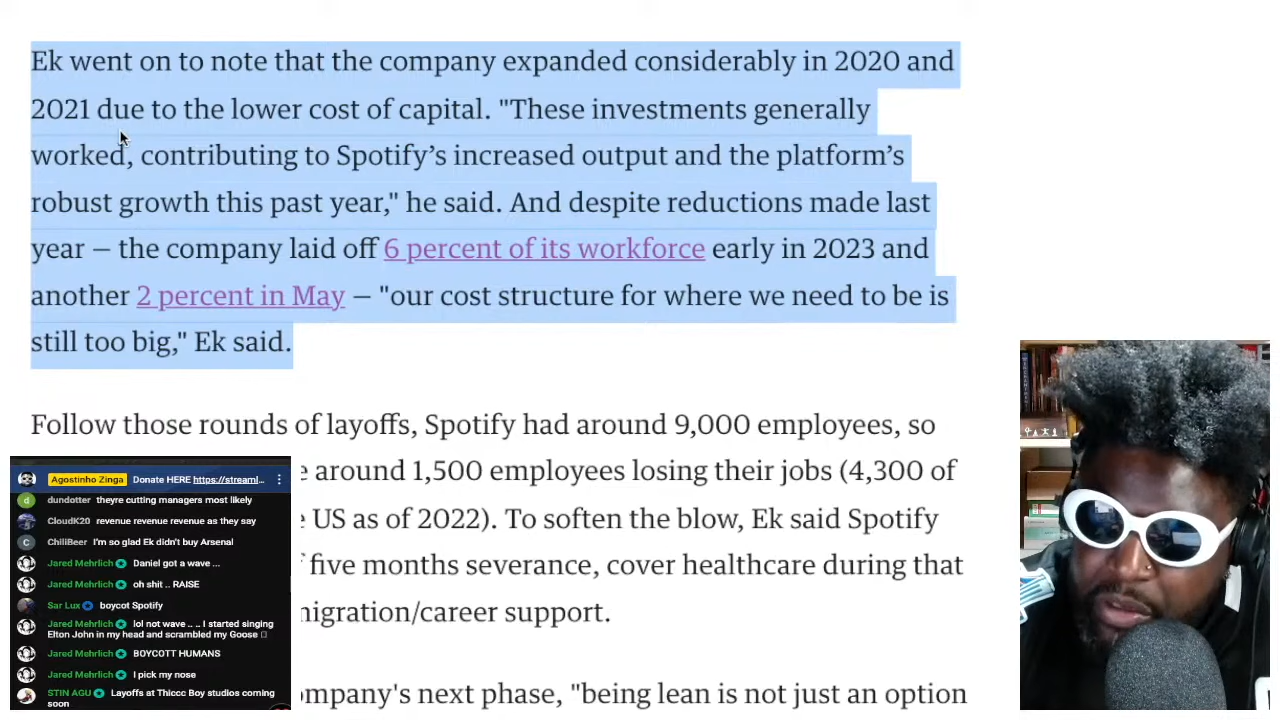 Ek went on to note that the company expanded considerably in 2020 and
2021 due to the lower cost of capital. "These investments generally
worked, contributing to Spotify’s increased output and the platform’s
robust growth this past year," he said. And despite reductions made last
year — the company laid off 6 percent of its workforce early in 2023 and
another 2 percent in May — "our cost structure for where we need to be is
still too big," Ek said.
Follow those rounds of layoffs, Spotify had around 9,000 employees, so
around 1,500 employees losing their jobs (4,300 of
US as of 2022). To soften the blow, Ek said Spotify
five months severance, cover healthcare during that
migration/career support.
company's next phase, "being lean is not just an option
Agostinho Zinga Donate HERE https://streaml...
dundotter theyre cutting managers most likely
CloudK20 revenue revenue revenue as they say
ChiliBeer I’m so glad Ek didn’t buy Arsenal
Jared Mehrlich Daniel got a wave ...
Jared Mehrlich oh shit .. RAISE
Sar Lux boycot Spotify
Jared Mehrlich lol not wave .. .. I started singing
Elton John in my head and scrambled my Goose
Jared Mehrlich BOYCOTT HUMANS
Jared Mehrlich I pick my nose
STIN AGU Layoffs at Thiccc Boy studios coming
soon